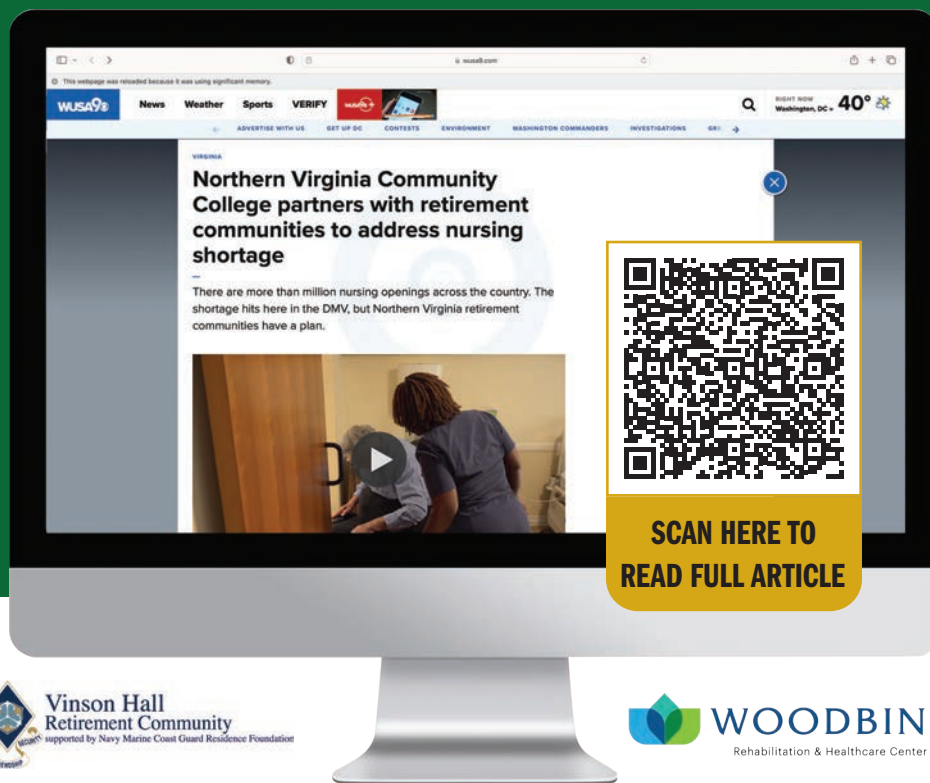 wusa9.com
This webpage was reloaded because it was using significant memory.
WUSA9
News
Weather
Sports
VERIFY
wusa9+
RIGHT NOW
Washington, DC
40°
ADVERTISE WITH US
GET UP DC
CONTESTS
ENVIRONMENT
WASHINGTON COMMANDERS
INVESTIGATIONS
VIRGINIA
Northern Virginia Community
College partners with retirement
communities to address nursing
shortage
There are more than million nursing openings across the country. The
shortage hits here in the DMV, but Northern Virginia retirement
communities have a plan.
SCAN HERE TO
READ FULL ARTICLE
Vinson Hall
Retirement Community
supported by Navy Marine Coast Guard Residence Foundation
SECURITY
WOODBIN
Rehabilitation & Healthcare Center